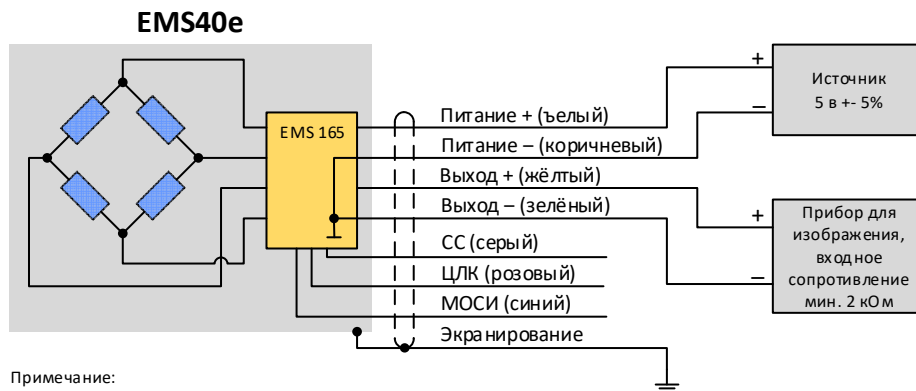 EMS40e
EMS 165
Питание + (ъелый)
Питание – (коричневый)
Выход + (жёлтый)
Выход – (зелёный)
СС (серый)
ЦЛК (розовый)
МОСИ (синий)
Экранирование
+
Источник
5 в +- 5%
–
+
Прибор для
изображения,
входное
сопротивление
мин. 2 кОм
–
Примечание: